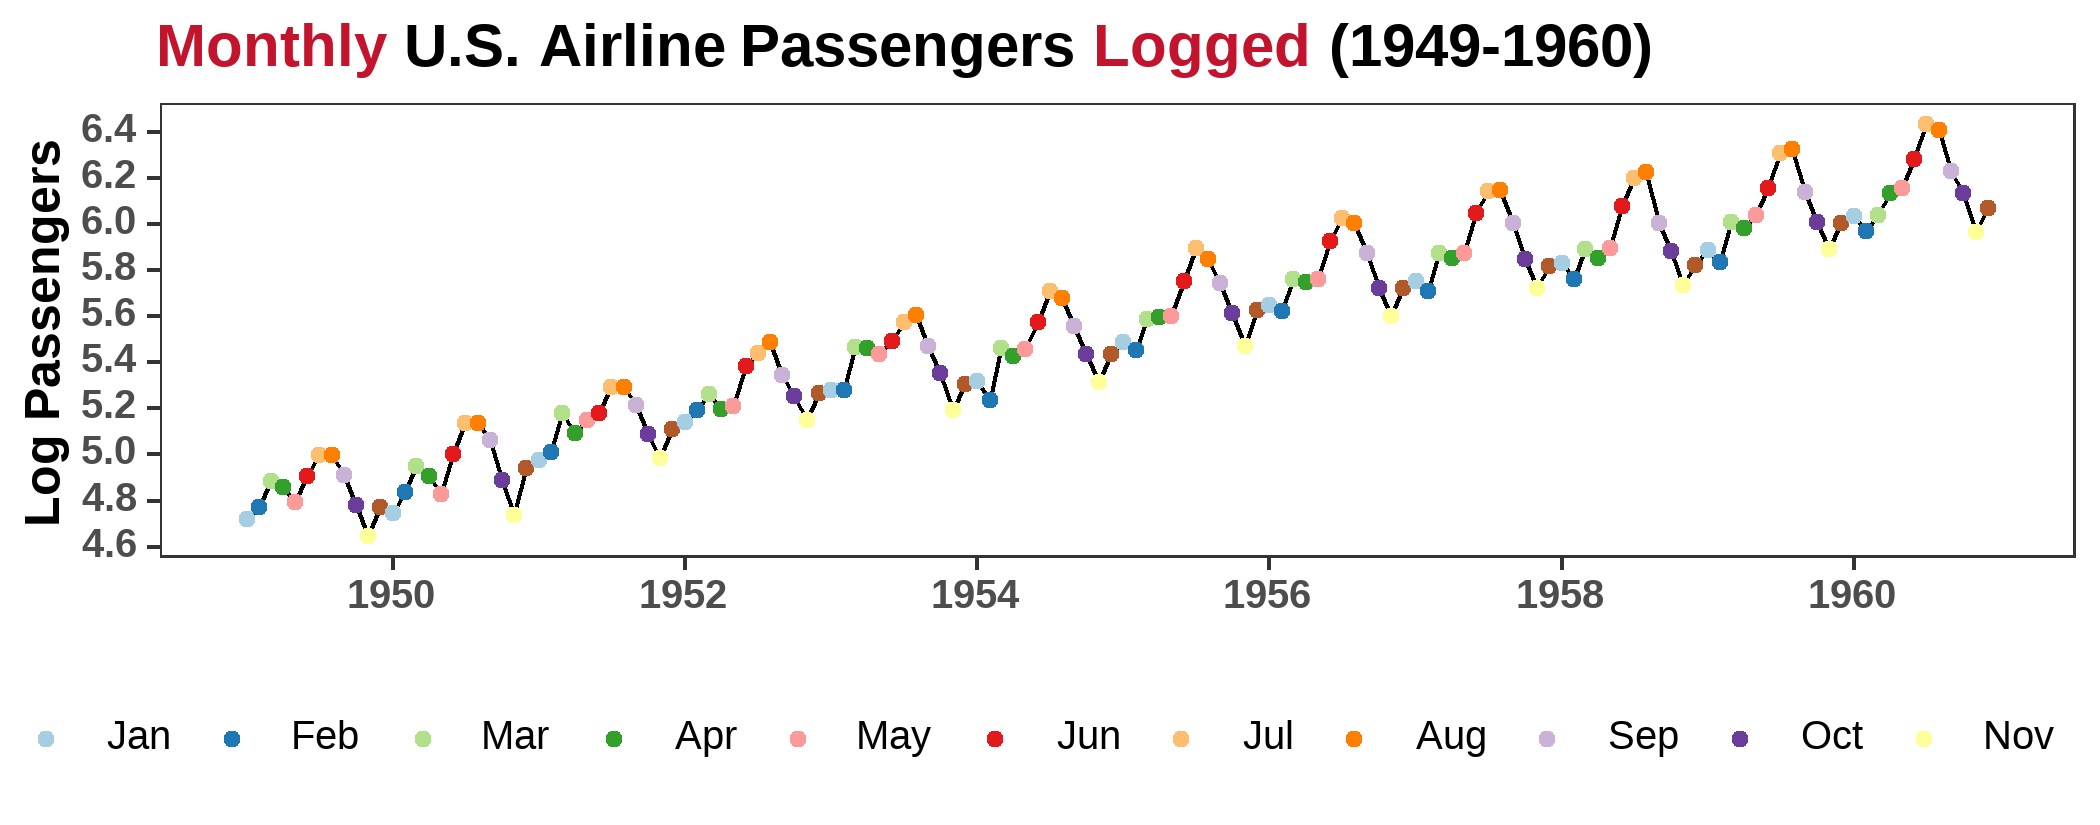 Monthly U.S. Airline Passengers Logged (1949-1960)
Log Passengers
6.4
6.2
6.0
5.8
5.6
5.4
5.2
5.0
4.8
4.6
1950 1952 1954 1956 1958 1960
Jan Feb Mar Apr May Jun Jul Aug Sep Oct Nov